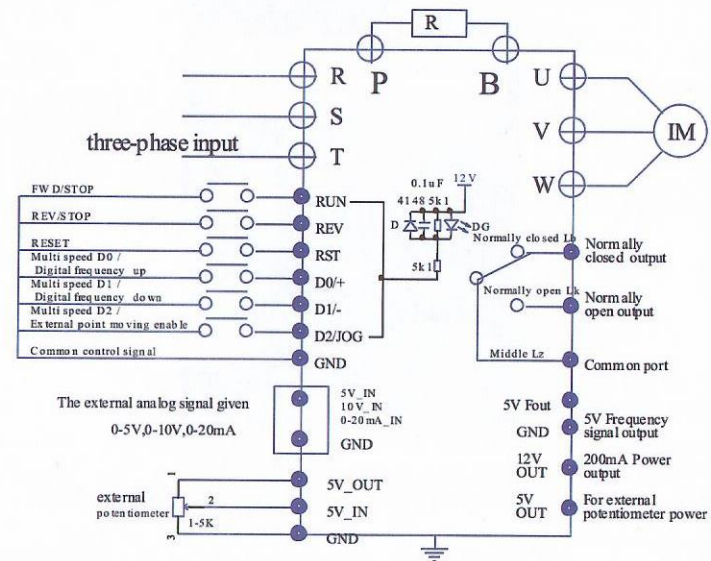 R
P
B
R
S
T
three-phase input
U
V
W
IM
0.1uF
12V
4148
5k1
D
DG
5k1
FWD/STOP
RUN
REV/STOP
REV
RESET
RST
Multi speed D0 /
Digital frequency up
D0/+
Multi speed D1 /
Digital frequency down
D1/-
Multi speed D2 /
External point moving enable
D2/JOG
Common control signal
GND
Normally closed Lb
Normally
closed output
Normally open Lk
Normally
open output
Middle Lz
Common port
The external analog signal given
0-5V,0-10V,0-20mA
5V_IN
10V_IN
0-20mA_IN
GND
5V Fout
GND
5V Frequency
signal output
12V
OUT
200mA Power
output
5V
OUT
For external
potentiometer power
external
potentiometer
1
2
1-5K
3
5V_OUT
5V_IN
GND